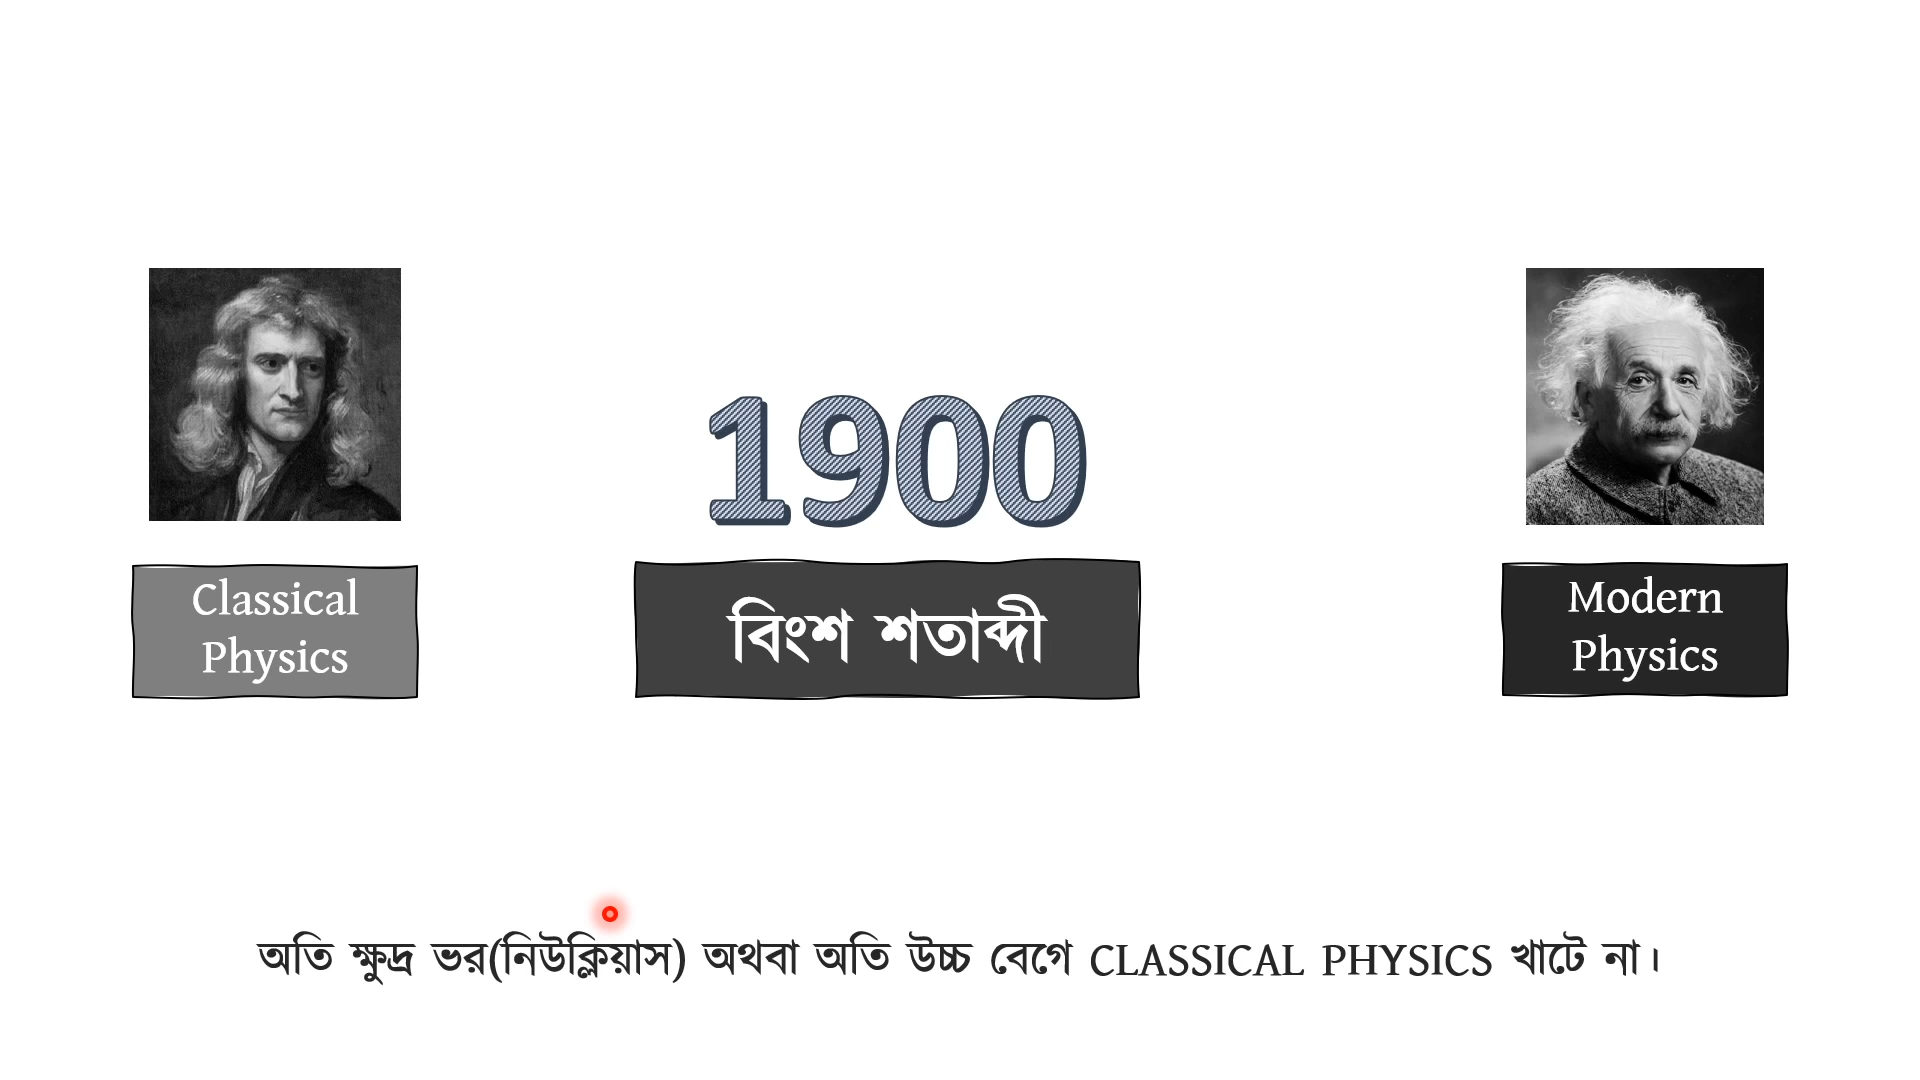 1900
Classical
Physics
বিংশ শতাব্দী
Modern
Physics
অতি ক্ষুদ্র ভর(নিউক্লিয়াস) অথবা অতি উচ্চ বেগে CLASSICAL PHYSICS খাটে না।